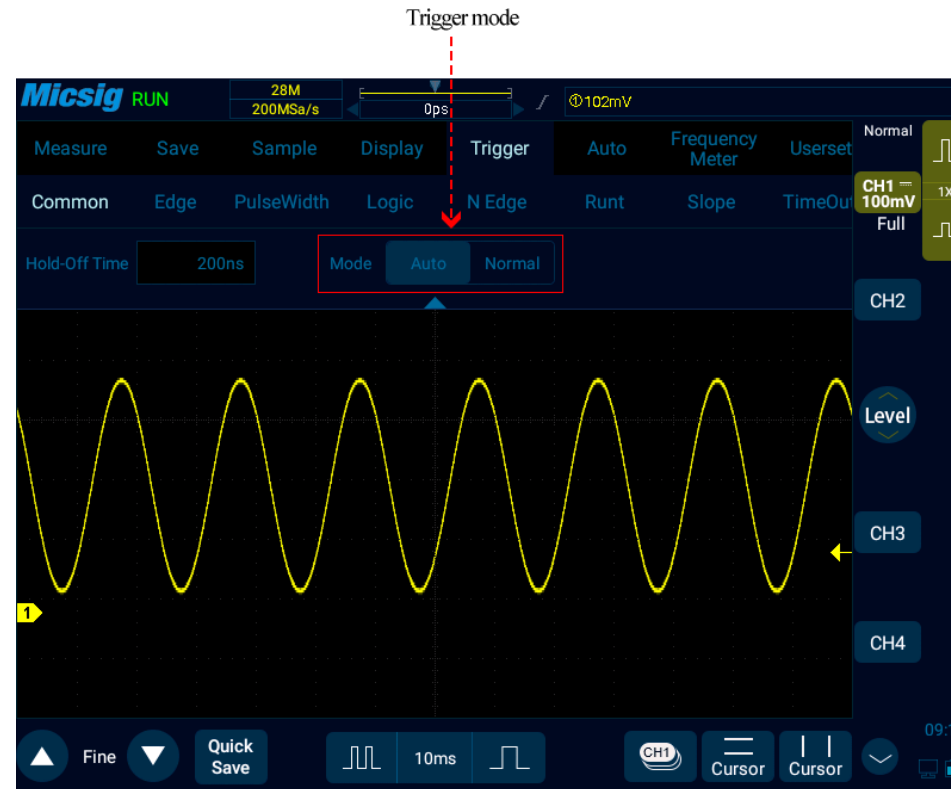 Trigger mode
Micsig RUN
28M
200MSa/s
0ps
①102mV
Measure Save Sample Display Trigger Auto Frequency Meter Userset
Normal
Common Edge PulseWidth Logic N Edge Runt Slope TimeOu
CH1
100mV
1X
Full
Hold-Off Time 200ns Mode Auto Normal
CH2
Level
CH3
1
CH4
Fine
Quick
Save
10ms
CH1
Cursor
Cursor